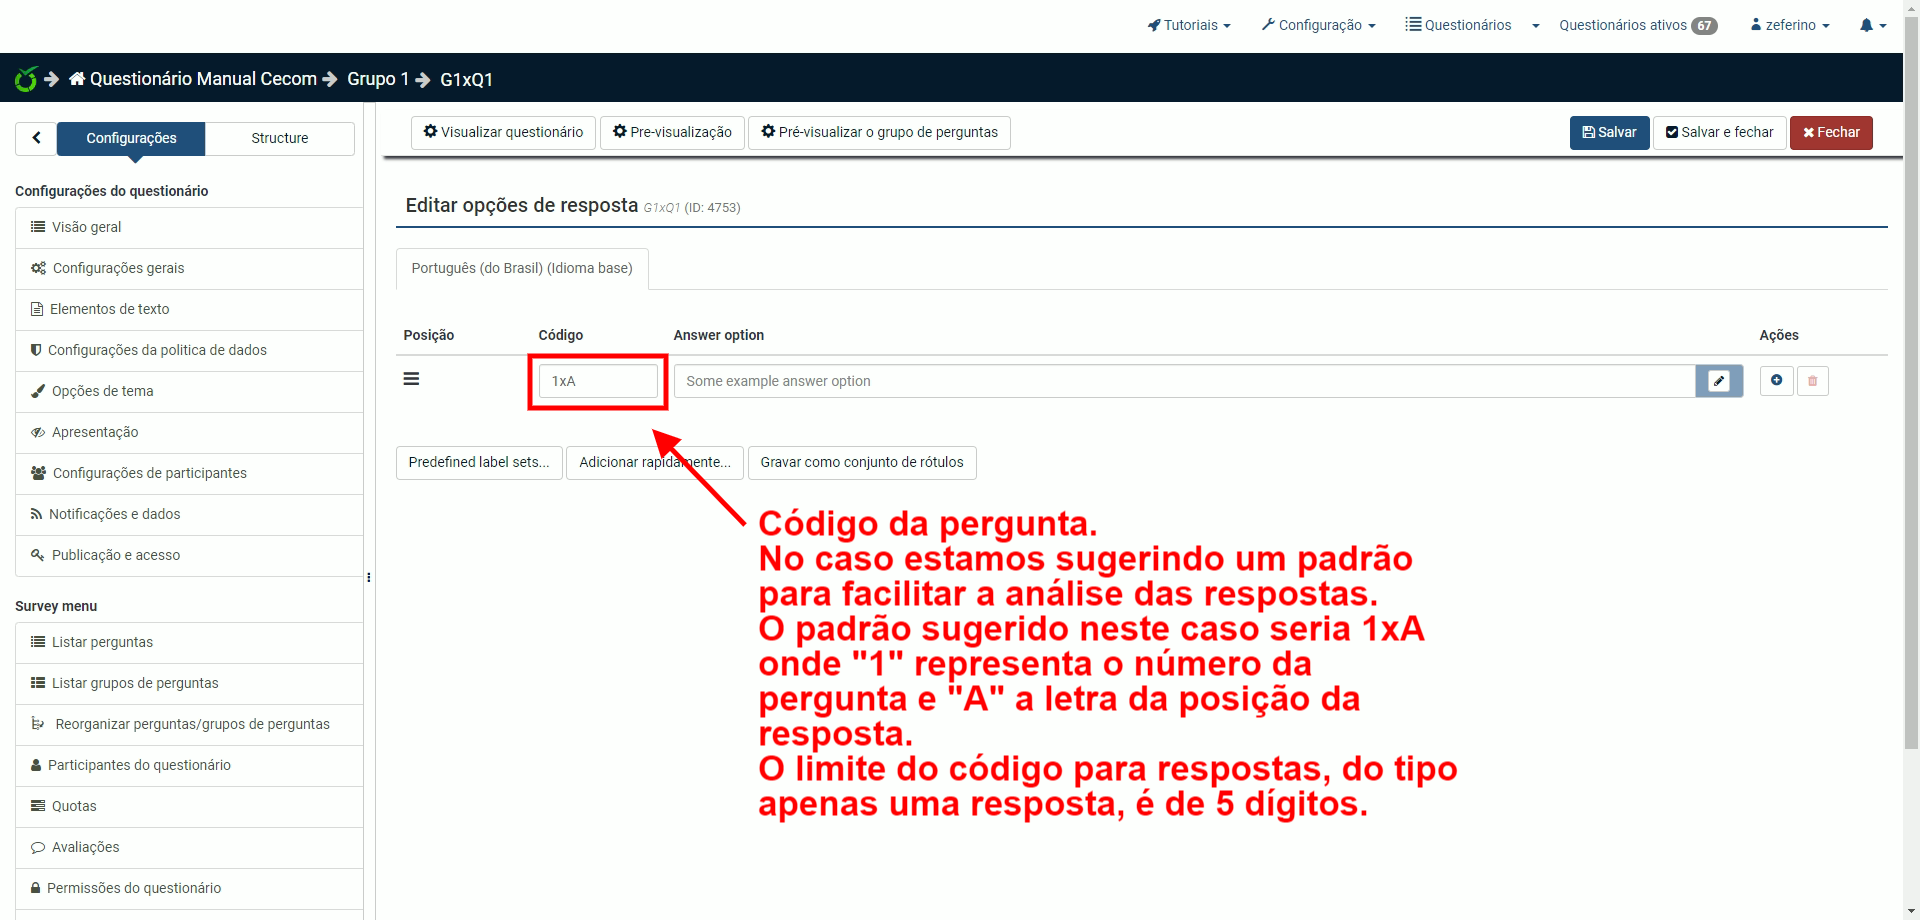 Tutoriais
Configuração
Questionários
Questionários ativos 67
zeferino
Questionário Manual Cecom
Grupo 1
G1xQ1
Configurações
Structure
Visualizar questionário
Pre-visualização
Pré-visualizar o grupo de perguntas
Salvar
Salvar e fechar
Fechar
Configurações do questionário
Visão geral
Configurações gerais
Elementos de texto
Configurações da politica de dados
Opções de tema
Apresentação
Configurações de participantes
Notificações e dados
Publicação e acesso
Survey menu
Listar perguntas
Listar grupos de perguntas
Reorganizar perguntas/grupos de perguntas
Participantes do questionário
Quotas
Avaliações
Permissões do questionário
Editar opções de resposta G1xQ1 (ID: 4753)
Português (do Brasil) (Idioma base)
Posição
Código
Answer option
Ações
1xA
Some example answer option
Predefined label sets...
Adicionar rapidamente...
Gravar como conjunto de rótulos
Código da pergunta.
No caso estamos sugerindo um padrão
para facilitar a análise das respostas.
O padrão sugerido neste caso seria 1xA
onde "1" representa o número da
pergunta e "A" a letra da posição da
resposta.
O limite do código para respostas, do tipo
apenas uma resposta, é de 5 dígitos.